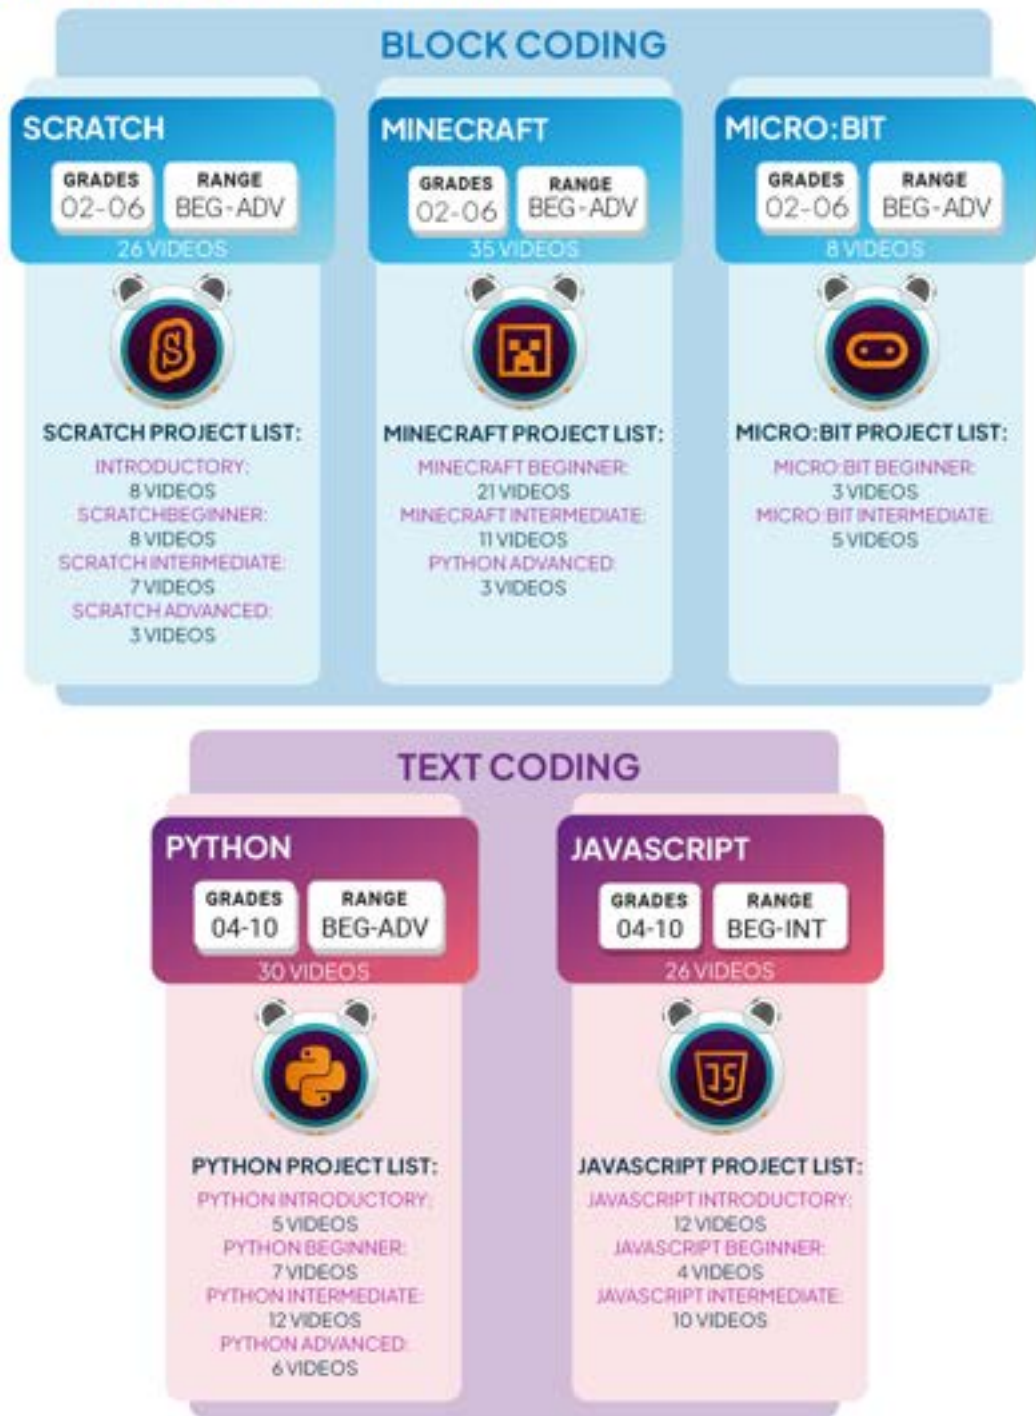 BLOCK CODING
SCRATCH
GRADES
02-06
RANGE
BEG-ADV
26 VIDEOS
S
SCRATCH PROJECT LIST:
INTRODUCTORY:
8 VIDEOS
SCRATCHBEGINNER:
8 VIDEOS
SCRATCH INTERMEDIATE:
7 VIDEOS
SCRATCH ADVANCED:
3 VIDEOS
MINECRAFT
GRADES
02-06
RANGE
BEG-ADV
35 VIDEOS
MINECRAFT PROJECT LIST:
MINECRAFT BEGINNER:
21 VIDEOS
MINECRAFT INTERMEDIATE:
11 VIDEOS
PYTHON ADVANCED:
3 VIDEOS
MICRO:BIT
GRADES
02-06
RANGE
BEG-ADV
8 VIDEOS
MICRO:BIT PROJECT LIST:
MICRO:BIT BEGINNER:
3 VIDEOS
MICRO:BIT INTERMEDIATE:
5 VIDEOS
TEXT CODING
PYTHON
GRADES
04-10
RANGE
BEG-ADV
30 VIDEOS
PYTHON PROJECT LIST:
PYTHON INTRODUCTORY:
5 VIDEOS
PYTHON BEGINNER:
7 VIDEOS
PYTHON INTERMEDIATE:
12 VIDEOS
PYTHON ADVANCED:
6 VIDEOS
JAVASCRIPT
GRADES
04-10
RANGE
BEG-INT
26 VIDEOS
JS
JAVASCRIPT PROJECT LIST:
JAVASCRIPT INTRODUCTORY:
12 VIDEOS
JAVASCRIPT BEGINNER:
4 VIDEOS
JAVASCRIPT INTERMEDIATE:
10 VIDEOS